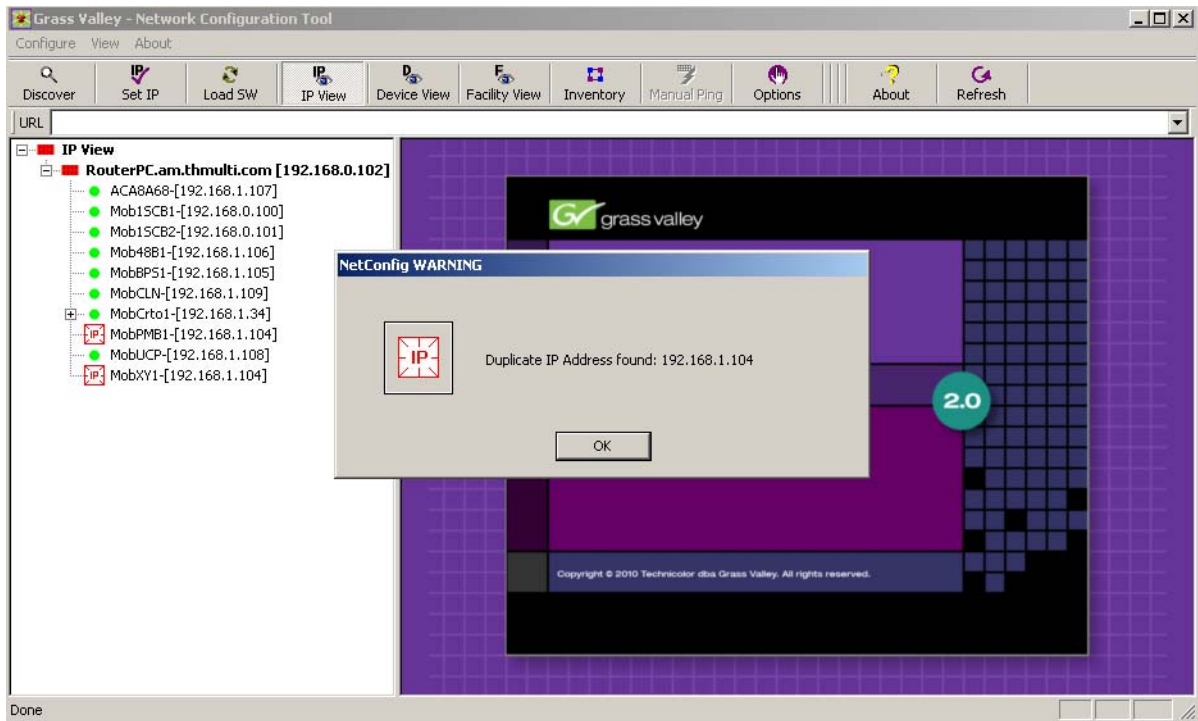 Grass Valley - Network Configuration Tool
Configure View About
Discover Set IP Load SW IP View Device View Facility View Inventory Manual Ping Options About Refresh
URL
IP View
RouterPC.am.thmulti.com [192.168.0.102]
ACA8A68-[192.168.1.107]
Mob1SCB1-[192.168.0.100]
Mob1SCB2-[192.168.0.101]
Mob48B1-[192.168.1.106]
MobBPS1-[192.168.1.105]
MobCLN-[192.168.1.109]
MobCrto1-[192.168.1.34]
IP MobPMB1-[192.168.1.104]
MobUCP-[192.168.1.108]
IP MobXY1-[192.168.1.104]
grass valley
NetConfig WARNING
IP
Duplicate IP Address found: 192.168.1.104
OK
2.0
Copyright © 2010 Technicolor dba Grass Valley. All rights reserved.
Done